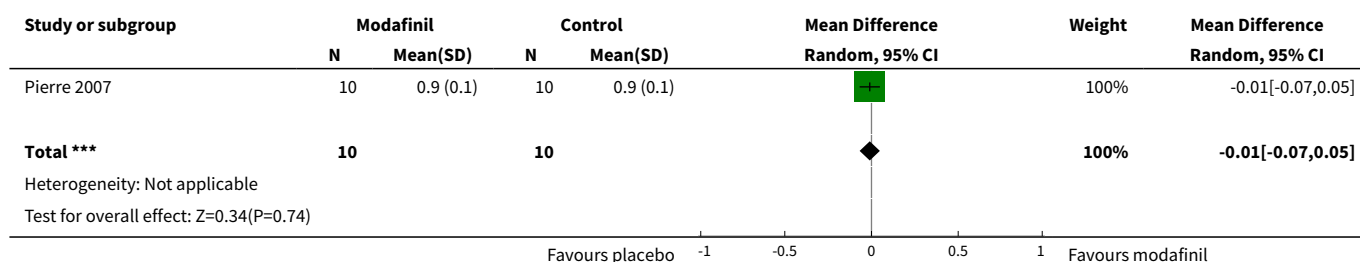 Study or subgroup Modafinil Control Mean Difference Weight Mean Difference
N Mean(SD) N Mean(SD) Random, 95% CI Random, 95% CI
Pierre 2007 10 0.9 (0.1) 10 0.9 (0.1) 100% -0.01[-0.07,0.05]
Total *** 10 10 100% -0.01[-0.07,0.05]
Heterogeneity: Not applicable
Test for overall effect: Z=0.34(P=0.74)
Favours placebo -1 -0.5 0 0.5 1 Favours modafinil